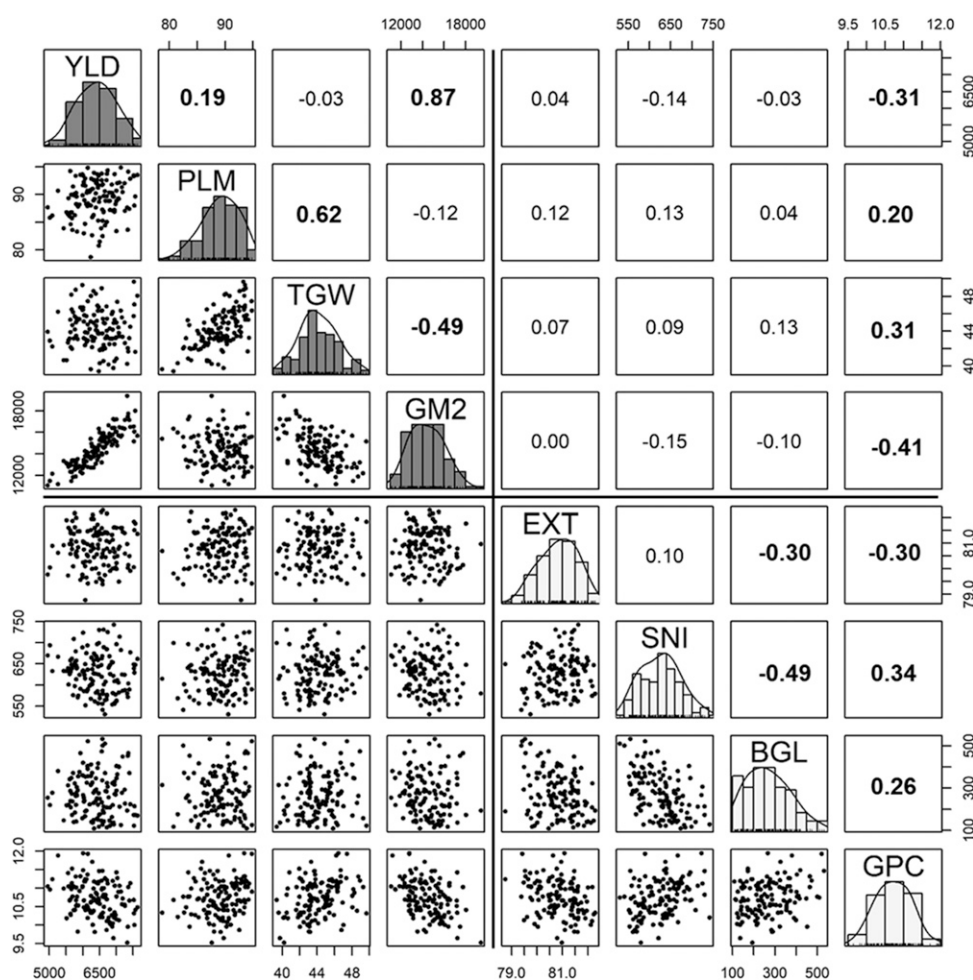 80 90 12000 18000 550 650 750 9.5 10.5 12.0
YLD 0.19 -0.03 0.87 0.04 -0.14 -0.03 -0.31 5000 6500
80 90 PLM 0.62 -0.12 0.12 0.13 0.04 0.20
TGW -0.49 0.07 0.09 0.13 0.31 40 44 48
12000 18000 GM2 0.00 -0.15 -0.10 -0.41
EXT 0.10 -0.30 -0.30 79.0 81.0
550 650 750 SNI -0.49 0.34
BGL 0.26 100 300 500
9.5 10.5 12.0 GPC
5000 6500 40 44 48 79.0 81.0 100 300 500